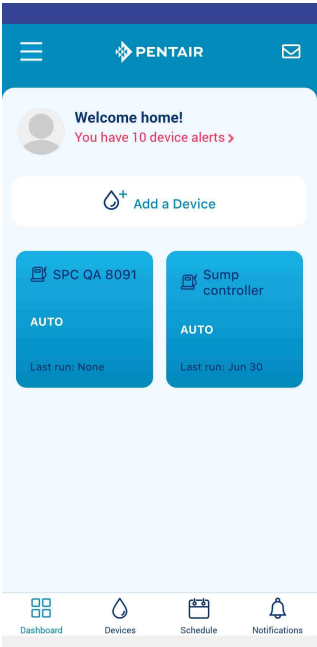 PENTAIR
Welcome home!
You have 10 device alerts
Add a Device
SPC QA 8091
AUTO
Last run: None
Sump
controller
AUTO
Last run: Jun 30
Dashboard
Devices
Schedule
Notifications